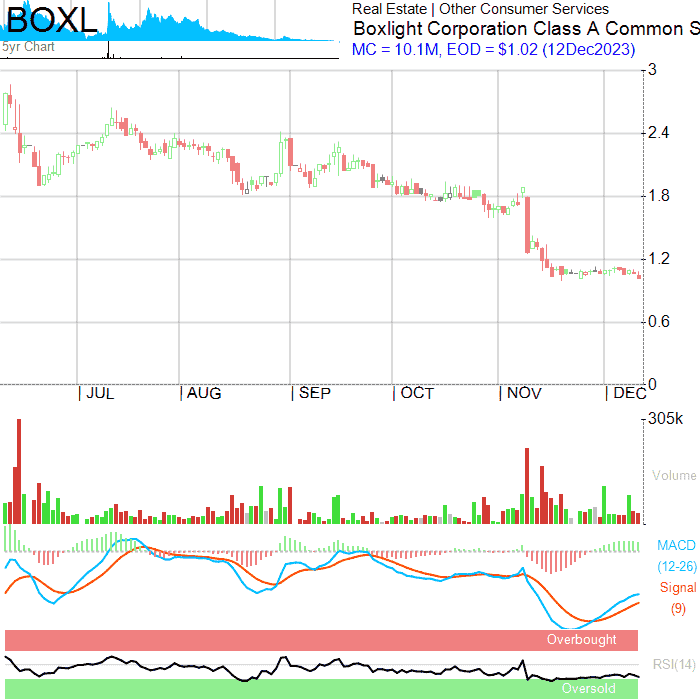 BOXL
5yr Chart
Real Estate | Other Consumer Services
Boxlight Corporation Class A Common S
MC = 10.1M, EOD = $1.02 (12Dec2023)
3
2.4
1.8
1.2
0.6
0
| JUL | AUG | SEP | OCT | NOV | DEC
305k
Volume
MACD
(12-26)
Signal
(9)
Overbought
RSI(14)
Oversold